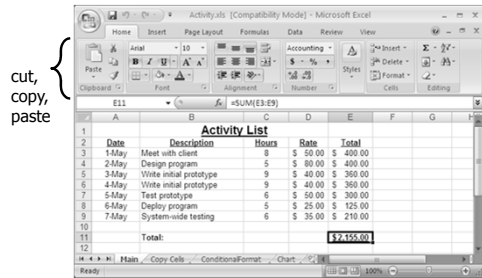 Activity.xls [Compatibility Mode] - Microsoft Excel
Home Insert Page Layout Formulas Data Review View
cut,
copy,
paste
Paste
Arial 10
B I U A A
Accounting
$ % ,
Styles
Insert
Delete
Format
Σ
Clipboard Font Alignment Number Cells Editing
E11 fx =SUM(E3:E9)
A B C D E F G H
1 Activity List
2 Date Description Hours Rate Total
3 1-May Meet with client 8 $ 50.00 $ 400.00
4 2-May Design program 5 $ 80.00 $ 400.00
5 3-May Write initial prototype 9 $ 40.00 $ 360.00
6 4-May Write initial prototype 9 $ 40.00 $ 360.00
7 5-May Test prototype 6 $ 50.00 $ 300.00
8 6-May Deploy program 5 $ 25.00 $ 125.00
9 7-May System-wide testing 6 $ 35.00 $ 210.00
10
11 Total: $2,155.00
12
Main Copy Cells ConditionalFormat Chart
Ready 100%